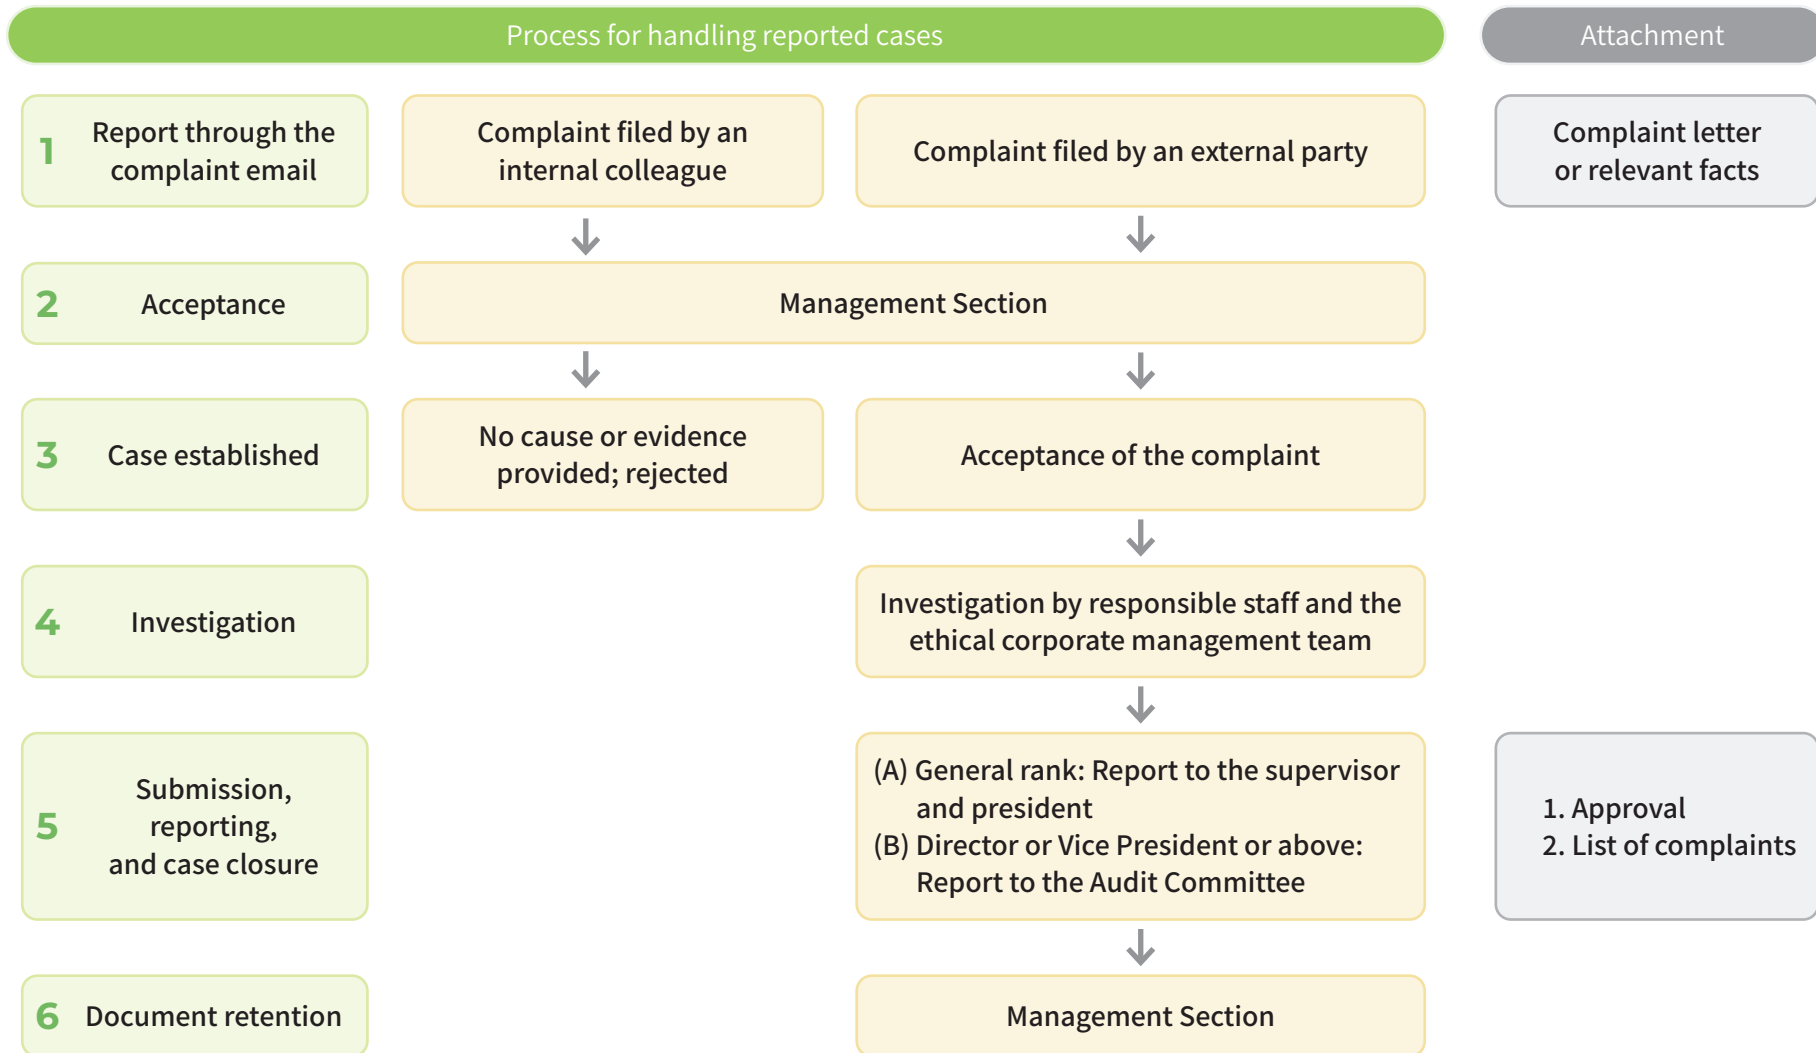 Process for handling reported cases
Attachment
1
Report through the
complaint email
Complaint filed by an
internal colleague
Complaint filed by an external party
Complaint letter
or relevant facts
2
Acceptance
Management Section
3
Case established
No cause or evidence
provided; rejected
Acceptance of the complaint
4
Investigation
Investigation by responsible staff and the
ethical corporate management team
5
Submission,
reporting,
and case closure
(A) General rank: Report to the supervisor
and president
(B) Director or Vice President or above:
Report to the Audit Committee
1. Approval
2. List of complaints
6
Document retention
Management Section